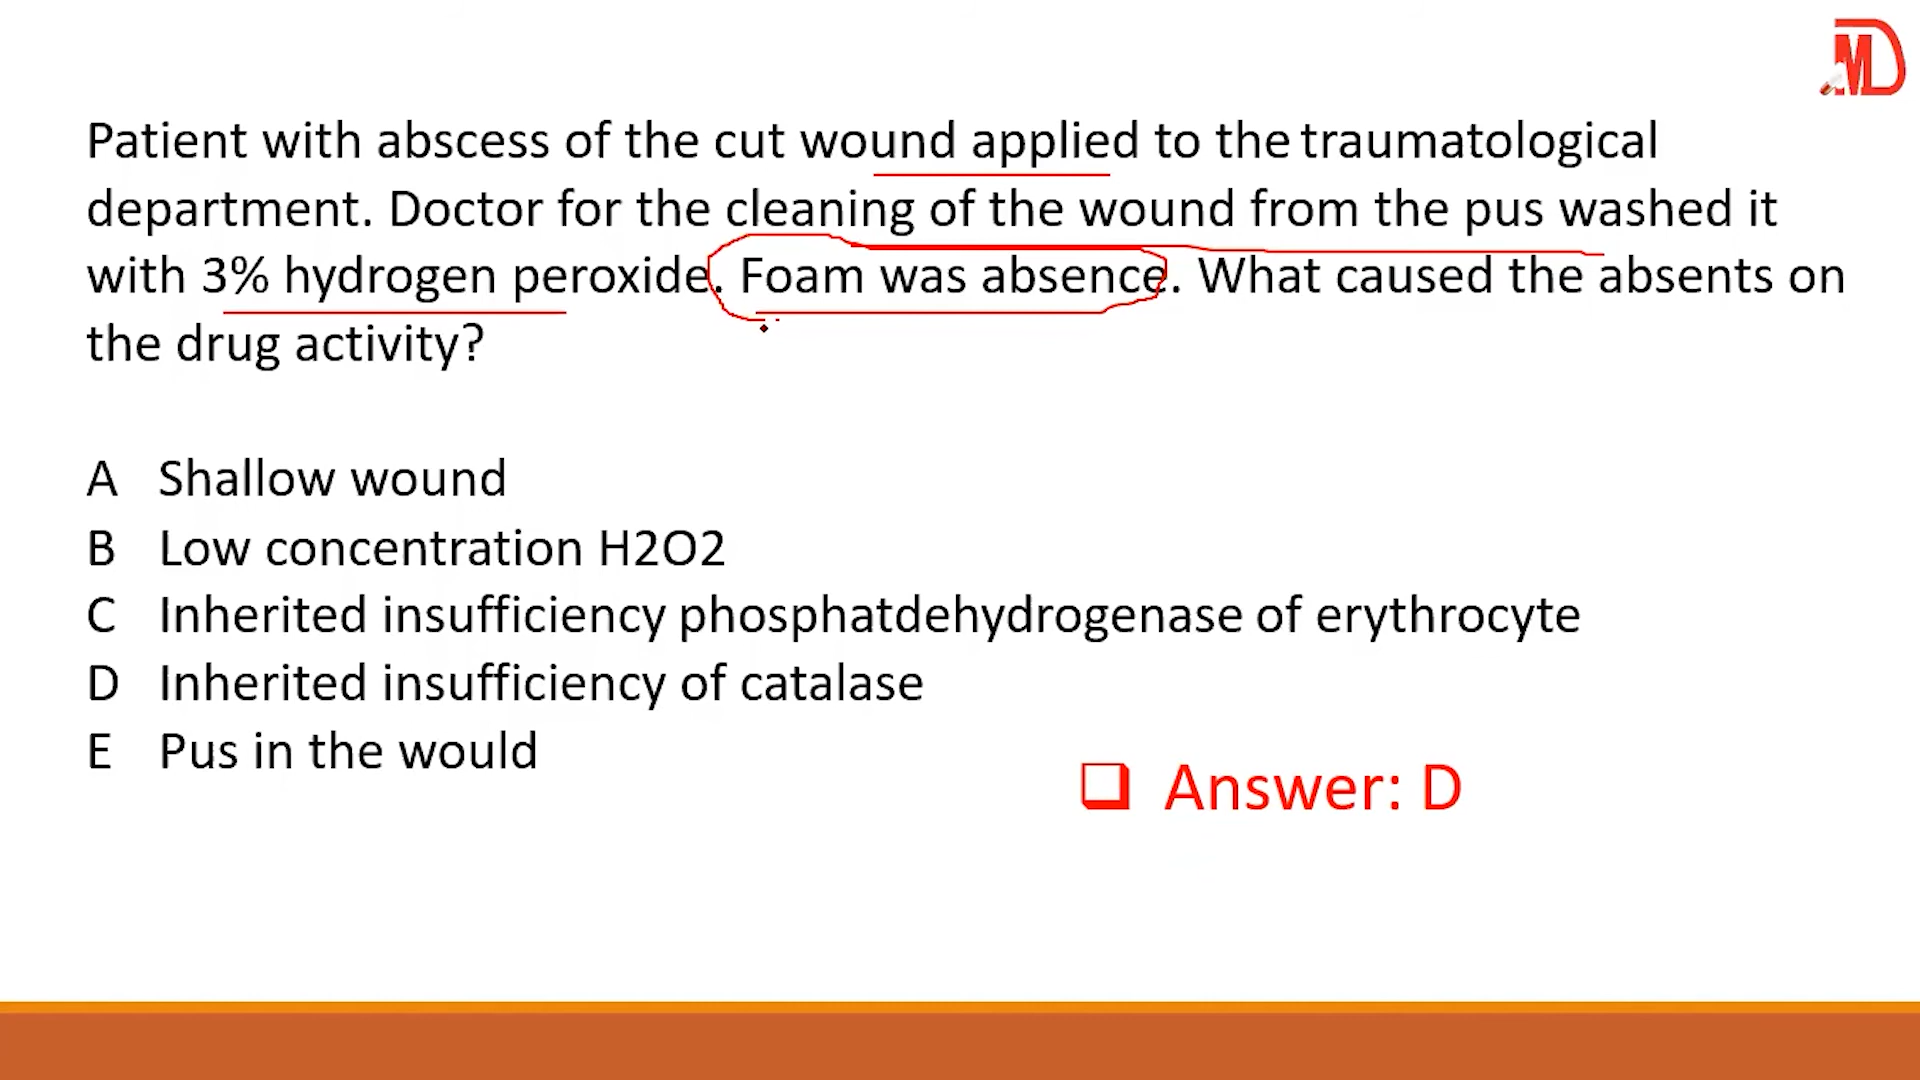 MD
Patient with abscess of the cut wound applied to the traumatological
department. Doctor for the cleaning of the wound from the pus washed it
with 3% hydrogen peroxide. Foam was absence. What caused the absents on
the drug activity?
A Shallow wound
B Low concentration H2O2
C Inherited insufficiency phosphatdehydrogenase of erythrocyte
D Inherited insufficiency of catalase
E Pus in the would
❑ Answer: D